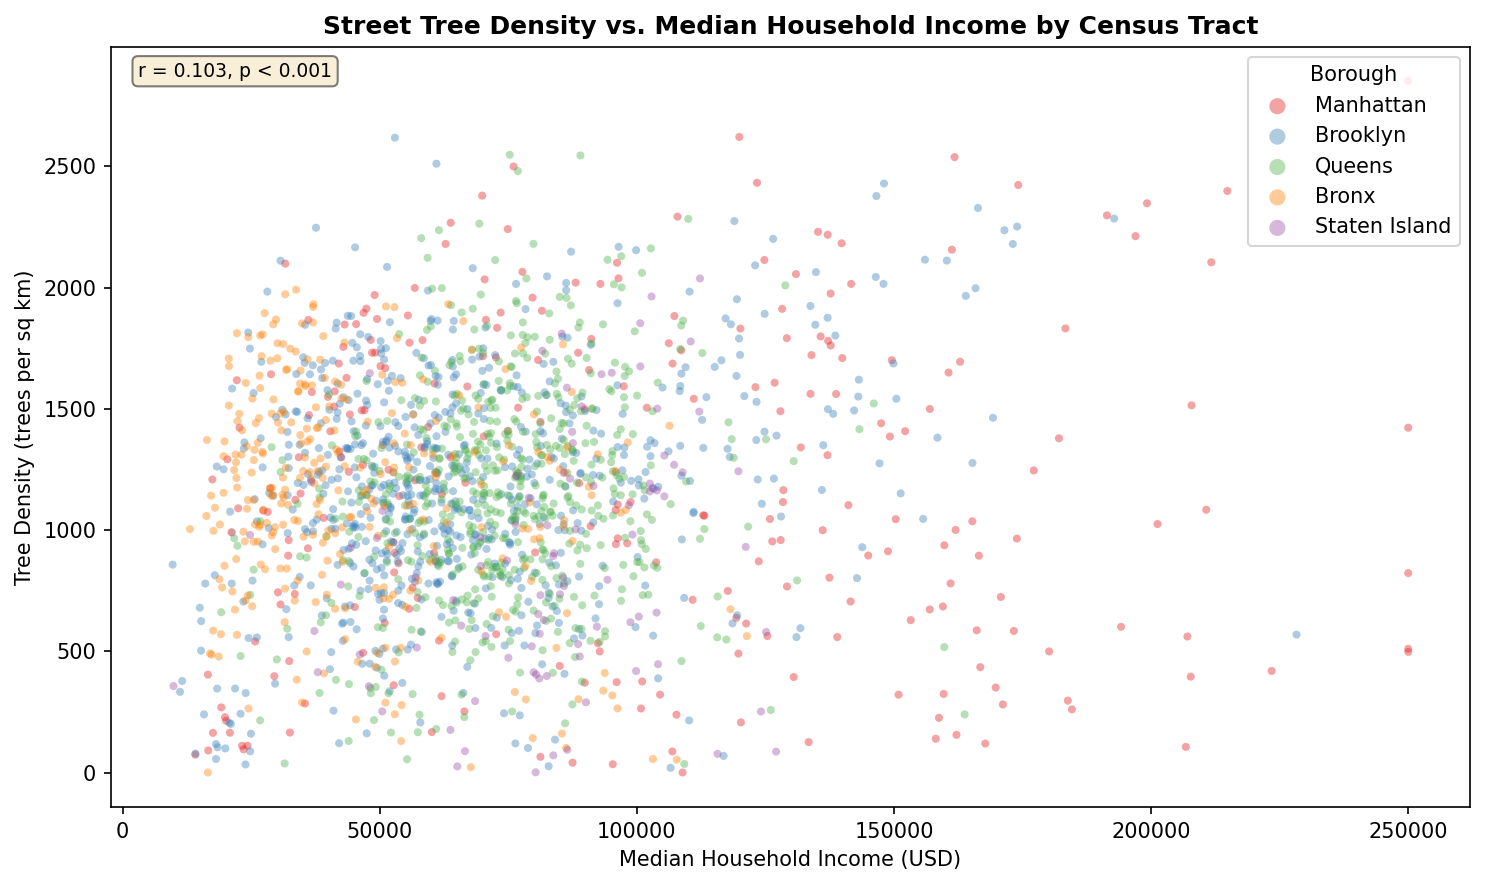 Street Tree Density vs. Median Household Income by Census Tract
r = 0.103, p < 0.001
Borough
Manhattan
Brooklyn
Queens
Bronx
Staten Island
Tree Density (trees per sq km)
2500
2000
1500
1000
500
0
0 50000 100000 150000 200000 250000
Median Household Income (USD)